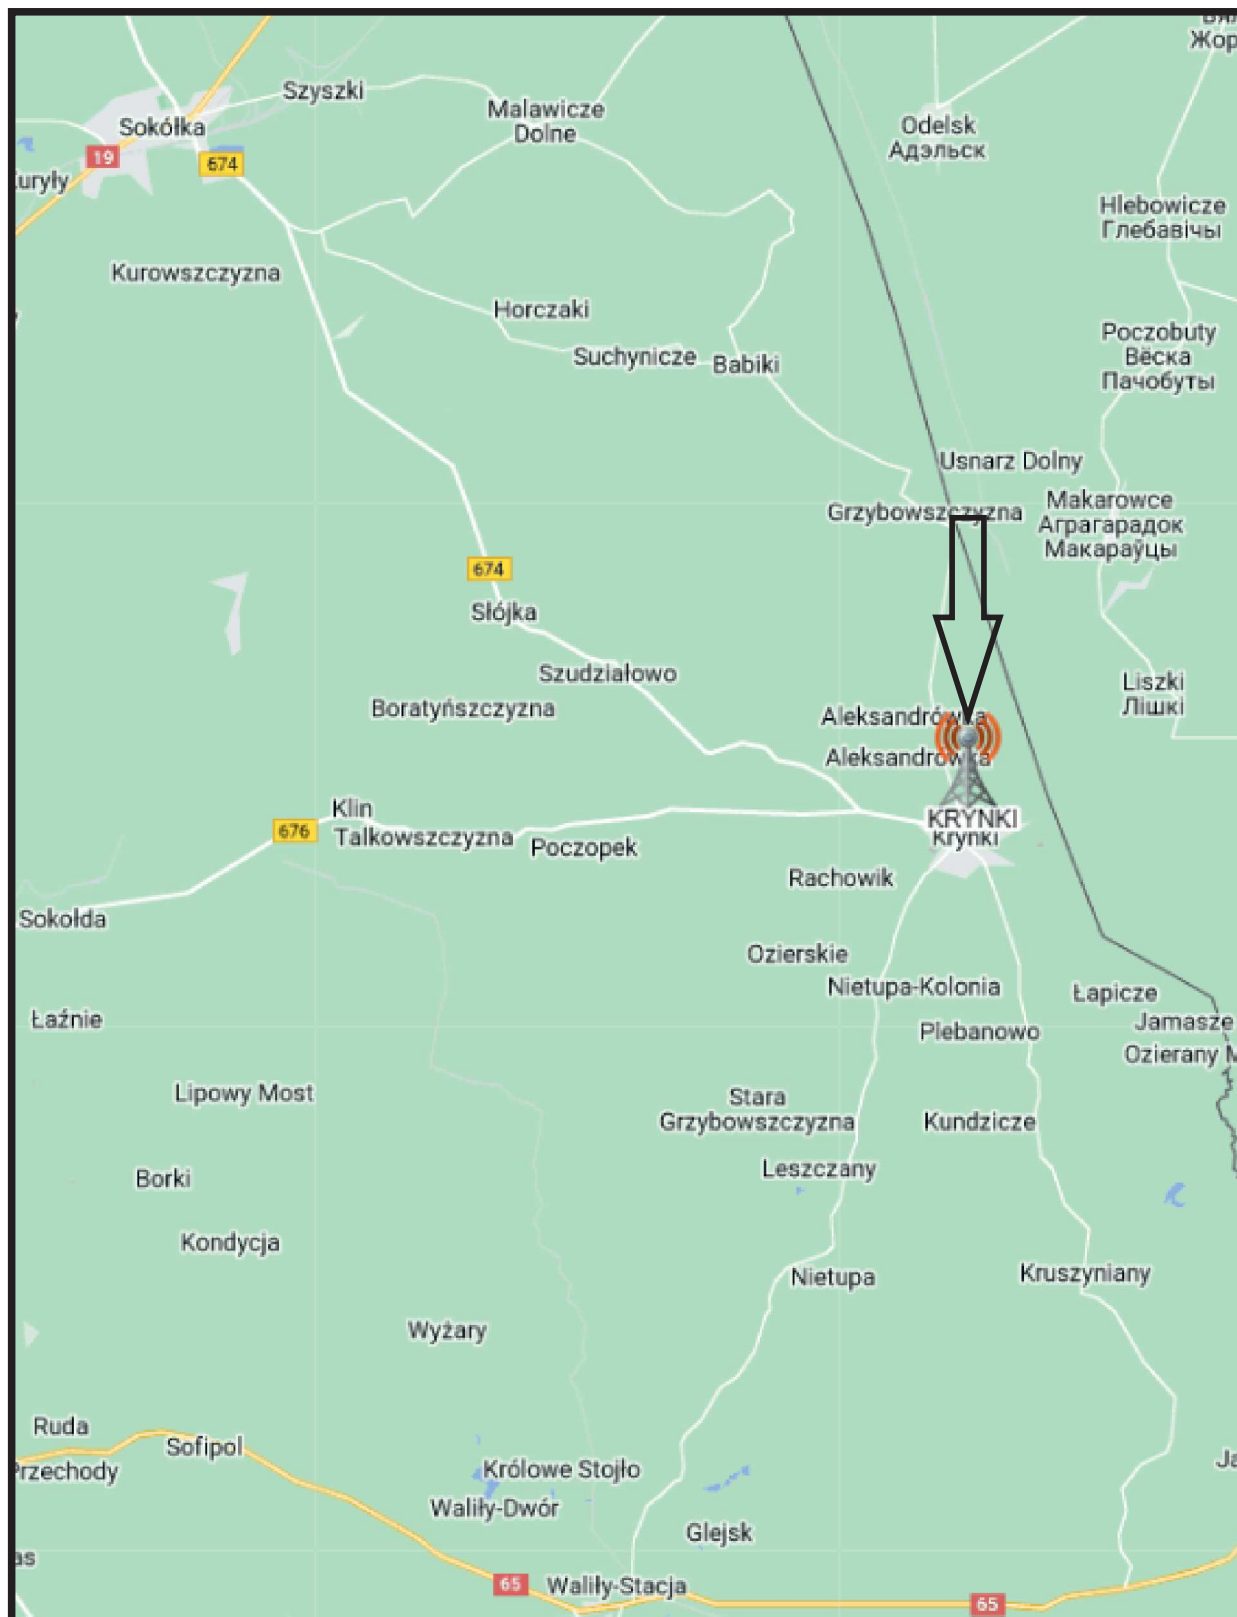 Жор
Szyszki
Malawicze
Dolne
Sokółka
Odelsk
Адэльск
19
674
Hlebowicze
Глебавічы
Kurowszczyzna
Horczaki
Suchynicze
Babiki
Poczobuty
Вёска
Пачобуты
Usnarz Dolny
Grzybowszczyzna
Makarowce
Аграгарадок
Макараўцы
674
Słójka
Szudziałowo
Boratyńszczyzna
Liszki
Лішкі
Aleksandrówka
Aleksandrówka
Klin
676
Talkowszczyzna
Poczopek
KRYNKI
Krynki
Rachowik
Sokołda
Ozierskie
Nietupa-Kolonia
Łapicze
Łaźnie
Plebanowo
Jamasze
Ozierany M
Lipowy Most
Stara
Grzybowszczyzna
Kundzicze
Borki
Leszczany
Kondycja
Nietupa
Kruszyniany
Wyżary
Ruda
Sofipol
Przechody
Królowe Stojło
Ja
Waliły-Dwór
Glejsk
as
65
Waliły-Stacja
65